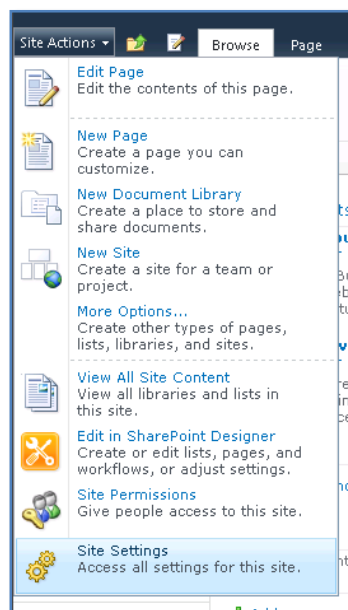 Site Actions Browse Page
Edit Page
Edit the contents of this page.
New Page
Create a page you can
customize.
New Document Library
Create a place to store and
share documents.
New Site
Create a site for a team or
project.
More Options...
Create other types of pages,
lists, libraries, and sites.
View All Site Content
View all libraries and lists in
this site.
Edit in SharePoint Designer
Create or edit lists, pages, and
workflows, or adjust settings.
Site Permissions
Give people access to this site.
Site Settings
Access all settings for this site.